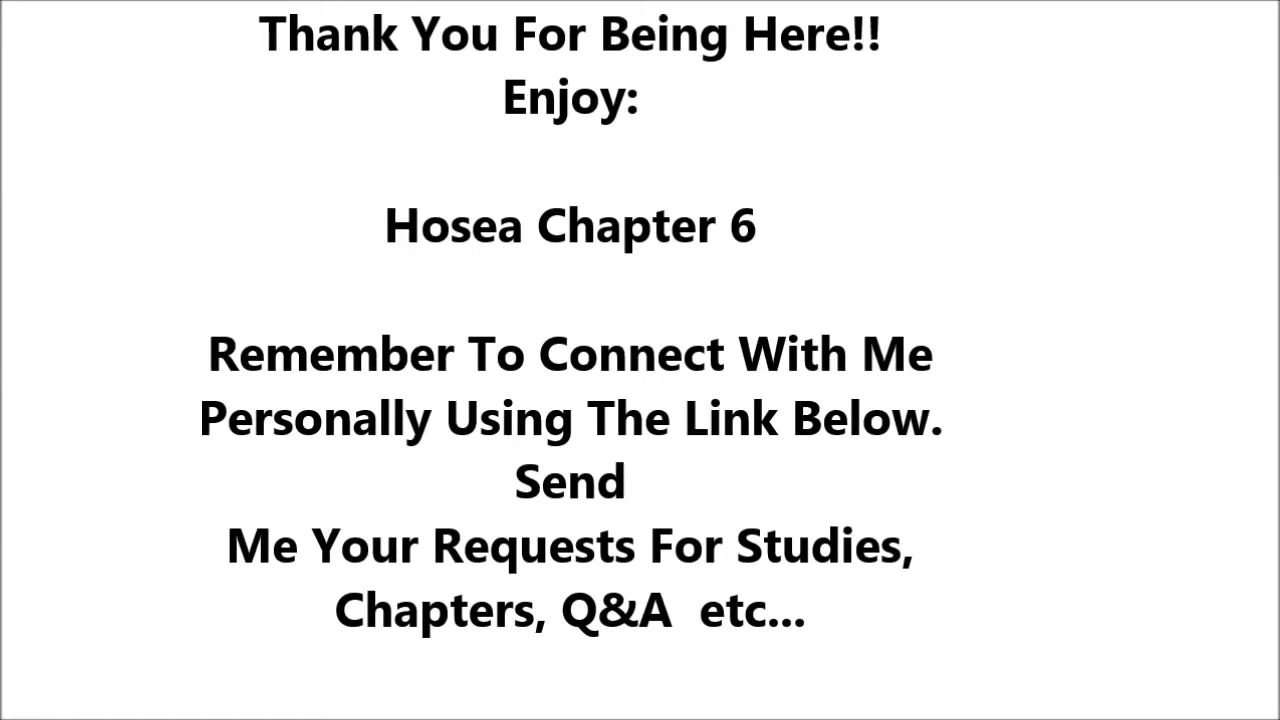 Thank You For Being Here!!
Enjoy:
Hosea Chapter 6
Remember To Connect With Me
Personally Using The Link Below.
Send
Me Your Requests For Studies,
Chapters, Q&A  etc...